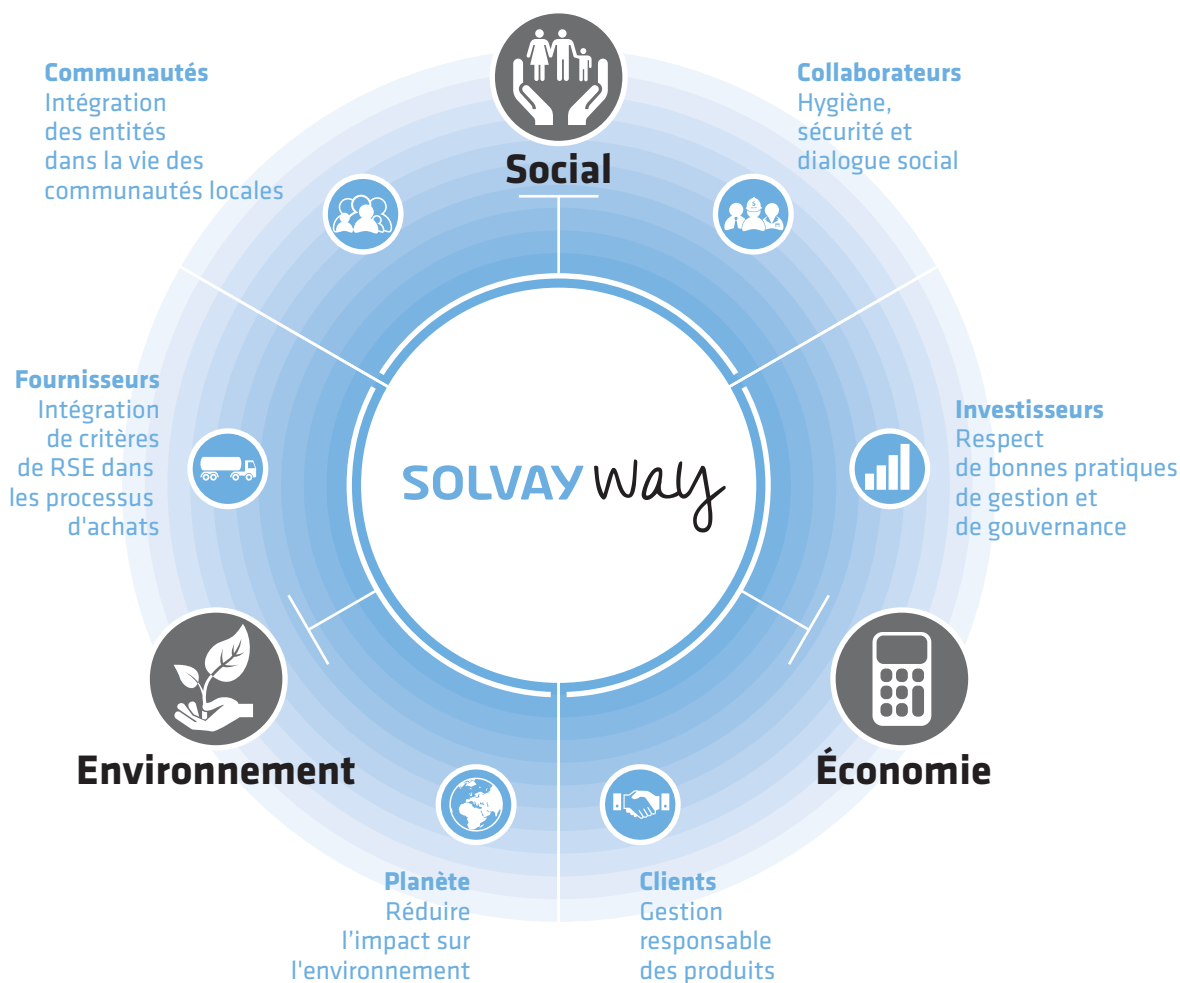 Social
Communautés
Intégration
des entités
dans la vie des
communautés locales
Collaborateurs
Hygiène,
sécurité et
dialogue social
Fournisseurs
Intégration
de critères
de RSE dans
les processus
d'achats
SOLVAY way
Investisseurs
Respect
de bonnes pratiques
de gestion et
de gouvernance
Environnement
Économie
Planète
Réduire
l’impact sur
l'environnement
Clients
Gestion
responsable
des produits